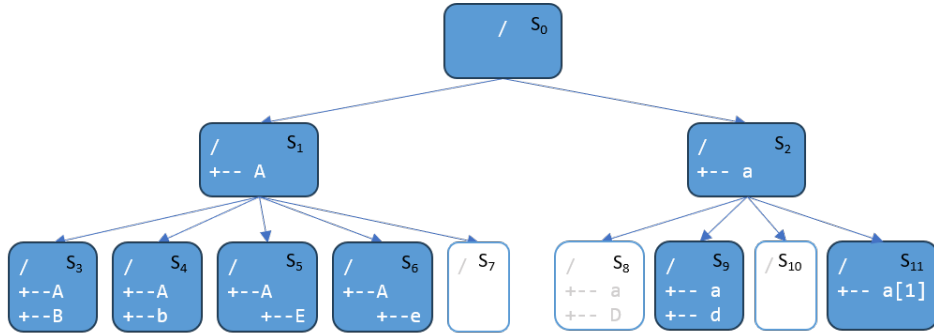 / S0
/ S1
+-- A
/ S2
+-- a
/ S3
+--A
+--B
/ S4
+--A
+--b
/ S5
+--A
+--E
/ S6
+--A
+--e
/ S7
/ S8
+-- a
+-- D
/ S9
+-- a
+-- d
/ S10
/ S11
+-- a[1]